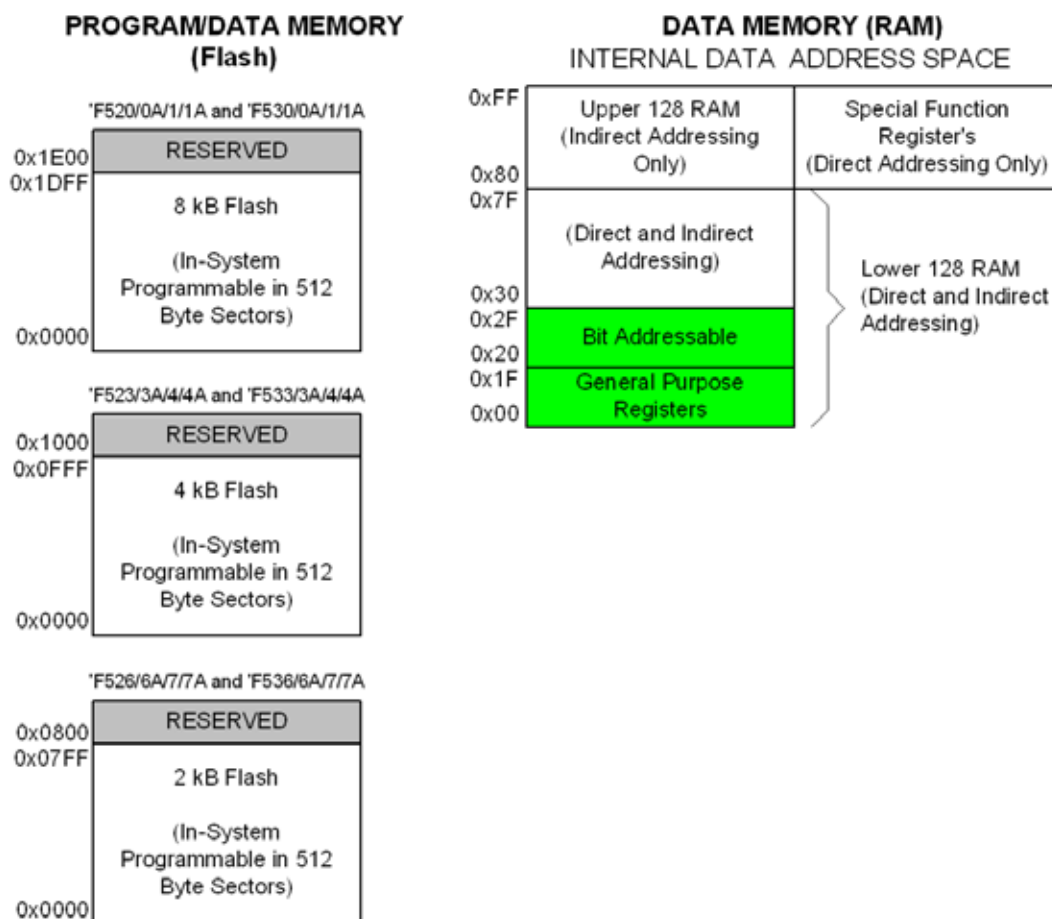 PROGRAM/DATA MEMORY
(Flash)
'F520/0A/1/1A and 'F530/0A/1/1A
0x1E00
RESERVED
0x1DFF
8 kB Flash
(In-System
Programmable in 512
Byte Sectors)
0x0000
'F523/3A/4/4A and 'F533/3A/4/4A
0x1000
RESERVED
0x0FFF
4 kB Flash
(In-System
Programmable in 512
Byte Sectors)
0x0000
'F526/6A/7/7A and 'F536/6A/7/7A
0x0800
RESERVED
0x07FF
2 kB Flash
(In-System
Programmable in 512
Byte Sectors)
0x0000
DATA MEMORY (RAM)
INTERNAL DATA ADDRESS SPACE
0xFF
Upper 128 RAM
(Indirect Addressing
Only)
0x80
Special Function
Register's
(Direct Addressing Only)
0x7F
(Direct and Indirect
Addressing)
0x30
0x2F
Bit Addressable
0x20
0x1F
General Purpose
Registers
0x00
Lower 128 RAM
(Direct and Indirect
Addressing)